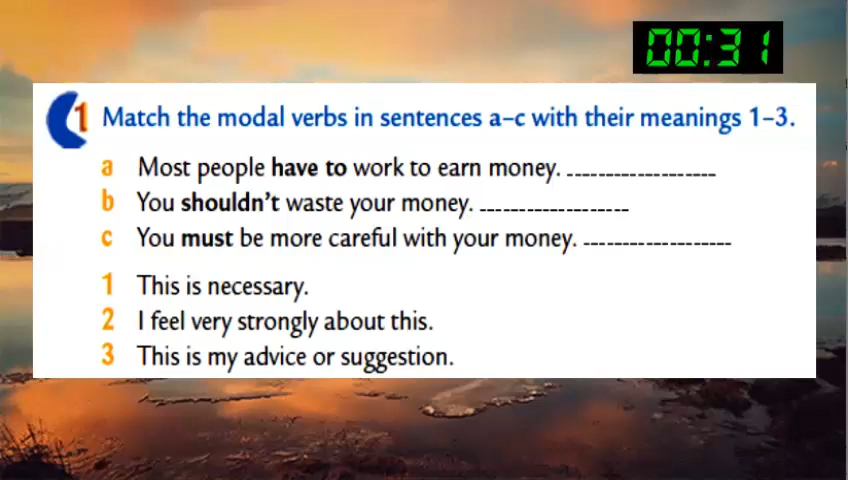 00:31
1 Match the modal verbs in sentences a–c with their meanings 1–3.
a Most people have to work to earn money. -------------------
b You shouldn't waste your money. -------------------
c You must be more careful with your money. -------------------
1 This is necessary.
2 I feel very strongly about this.
3 This is my advice or suggestion.